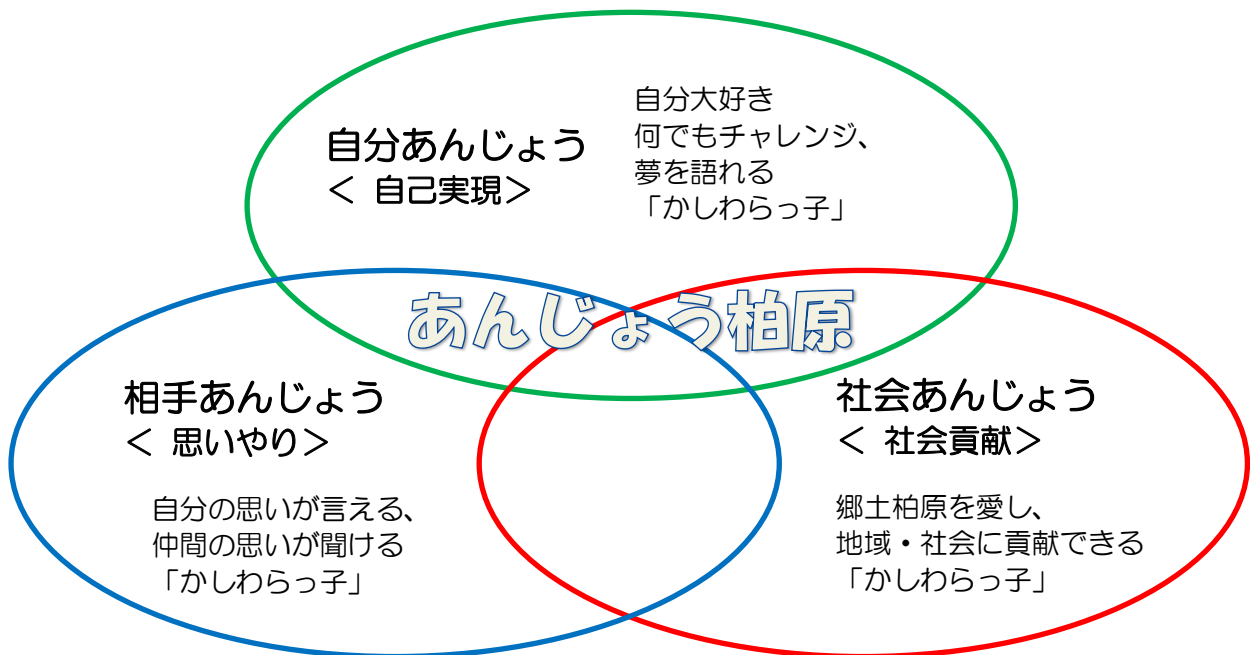 自分あんじょう
< 自己実現>
自分大好き
何でもチャレンジ、
夢を語れる
「かしわらっ子」
あんじょう柏原
相手あんじょう
< 思いやり>
自分の思いが言える、
仲間の思いが聞ける
「かしわらっ子」
社会あんじょう
< 社会貢献>
郷土柏原を愛し、
地域・社会に貢献できる
「かしわらっ子」